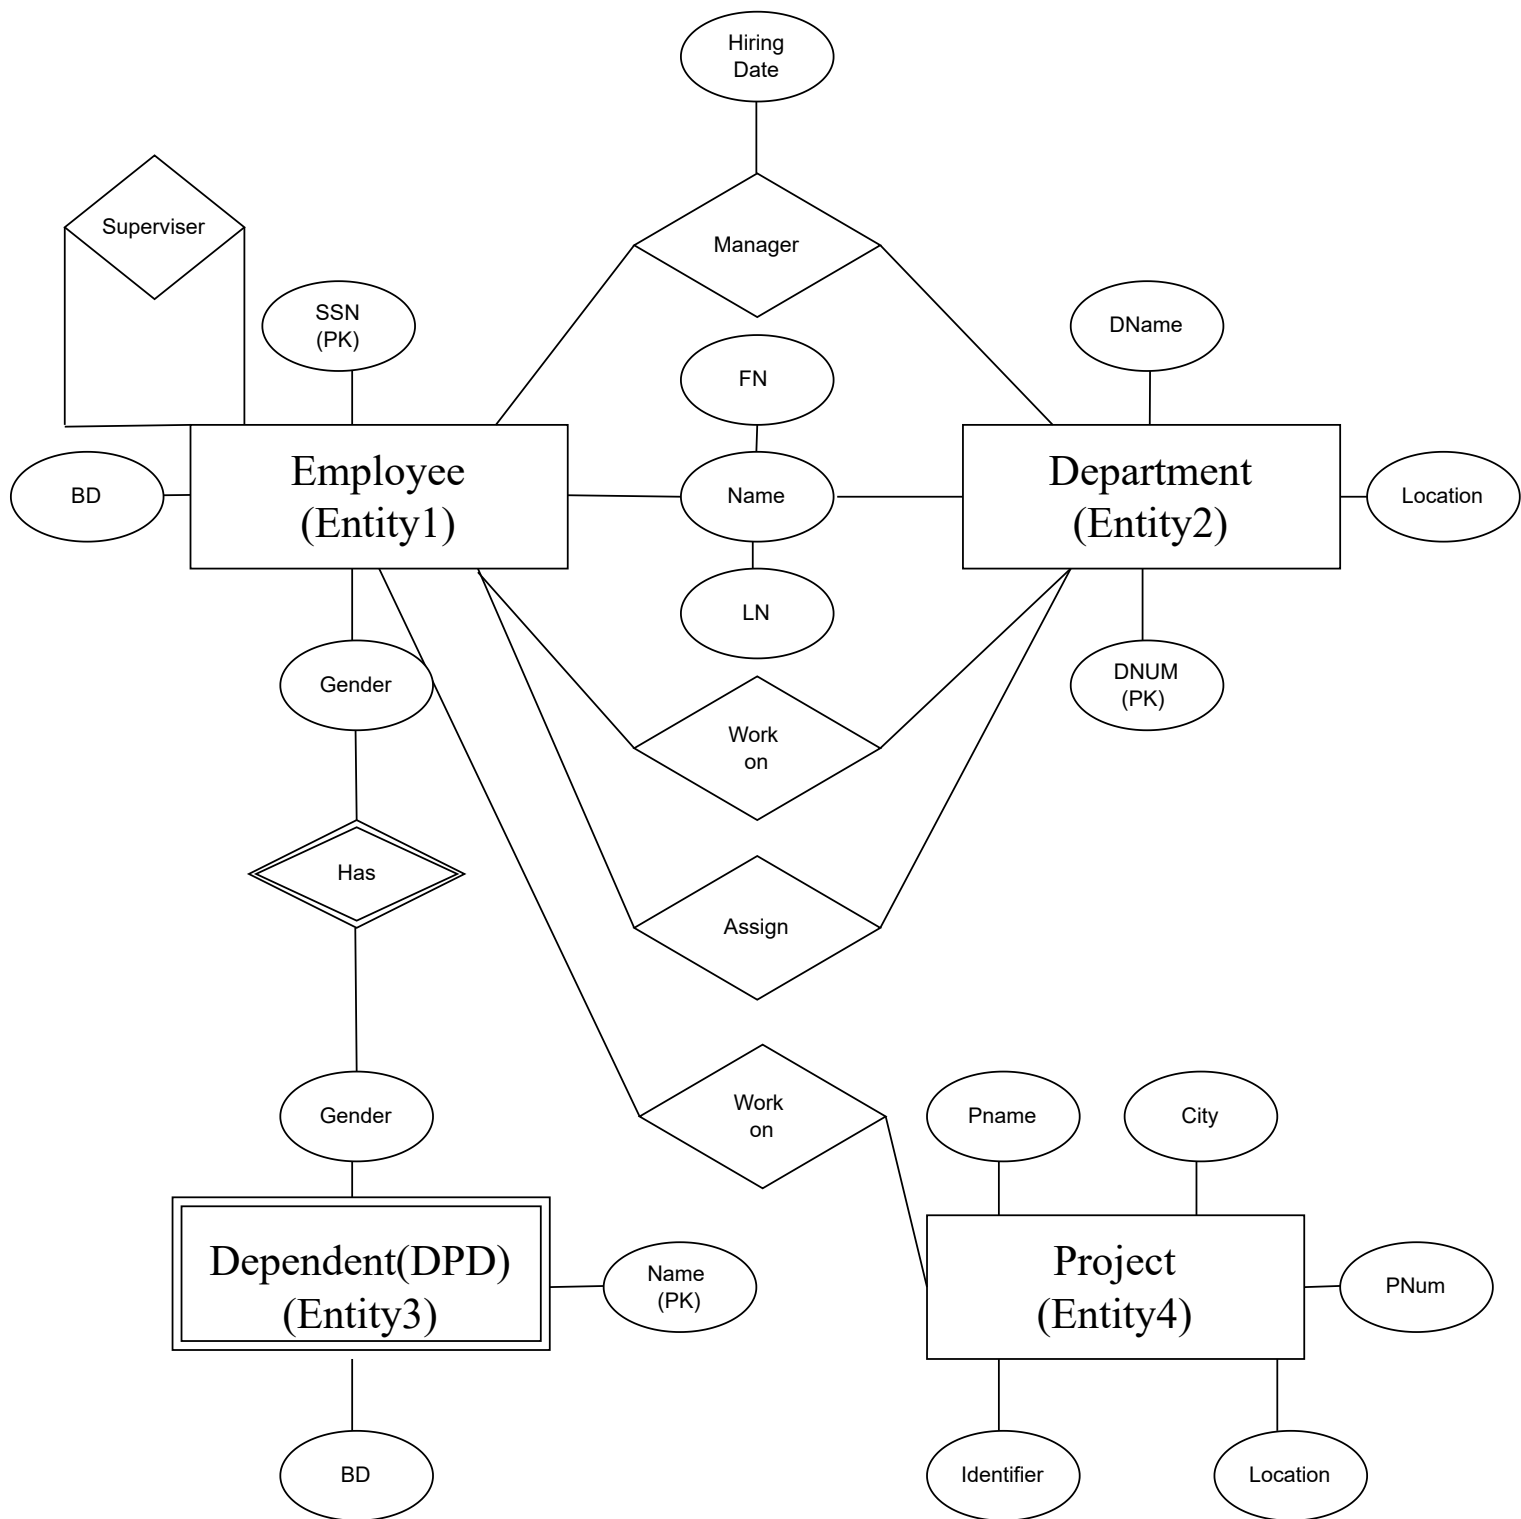 Hiring
Date
Superviser
Manager
SSN
(PK)
FN
DName
BD
Employee
(Entity1)
Name
Department
(Entity2)
Location
LN
Gender
DNUM
(PK)
Work
on
Has
Assign
Gender
Work
on
Pname
City
Dependent(DPD)
(Entity3)
Name
(PK)
Project
(Entity4)
PNum
BD
Identifier
Location